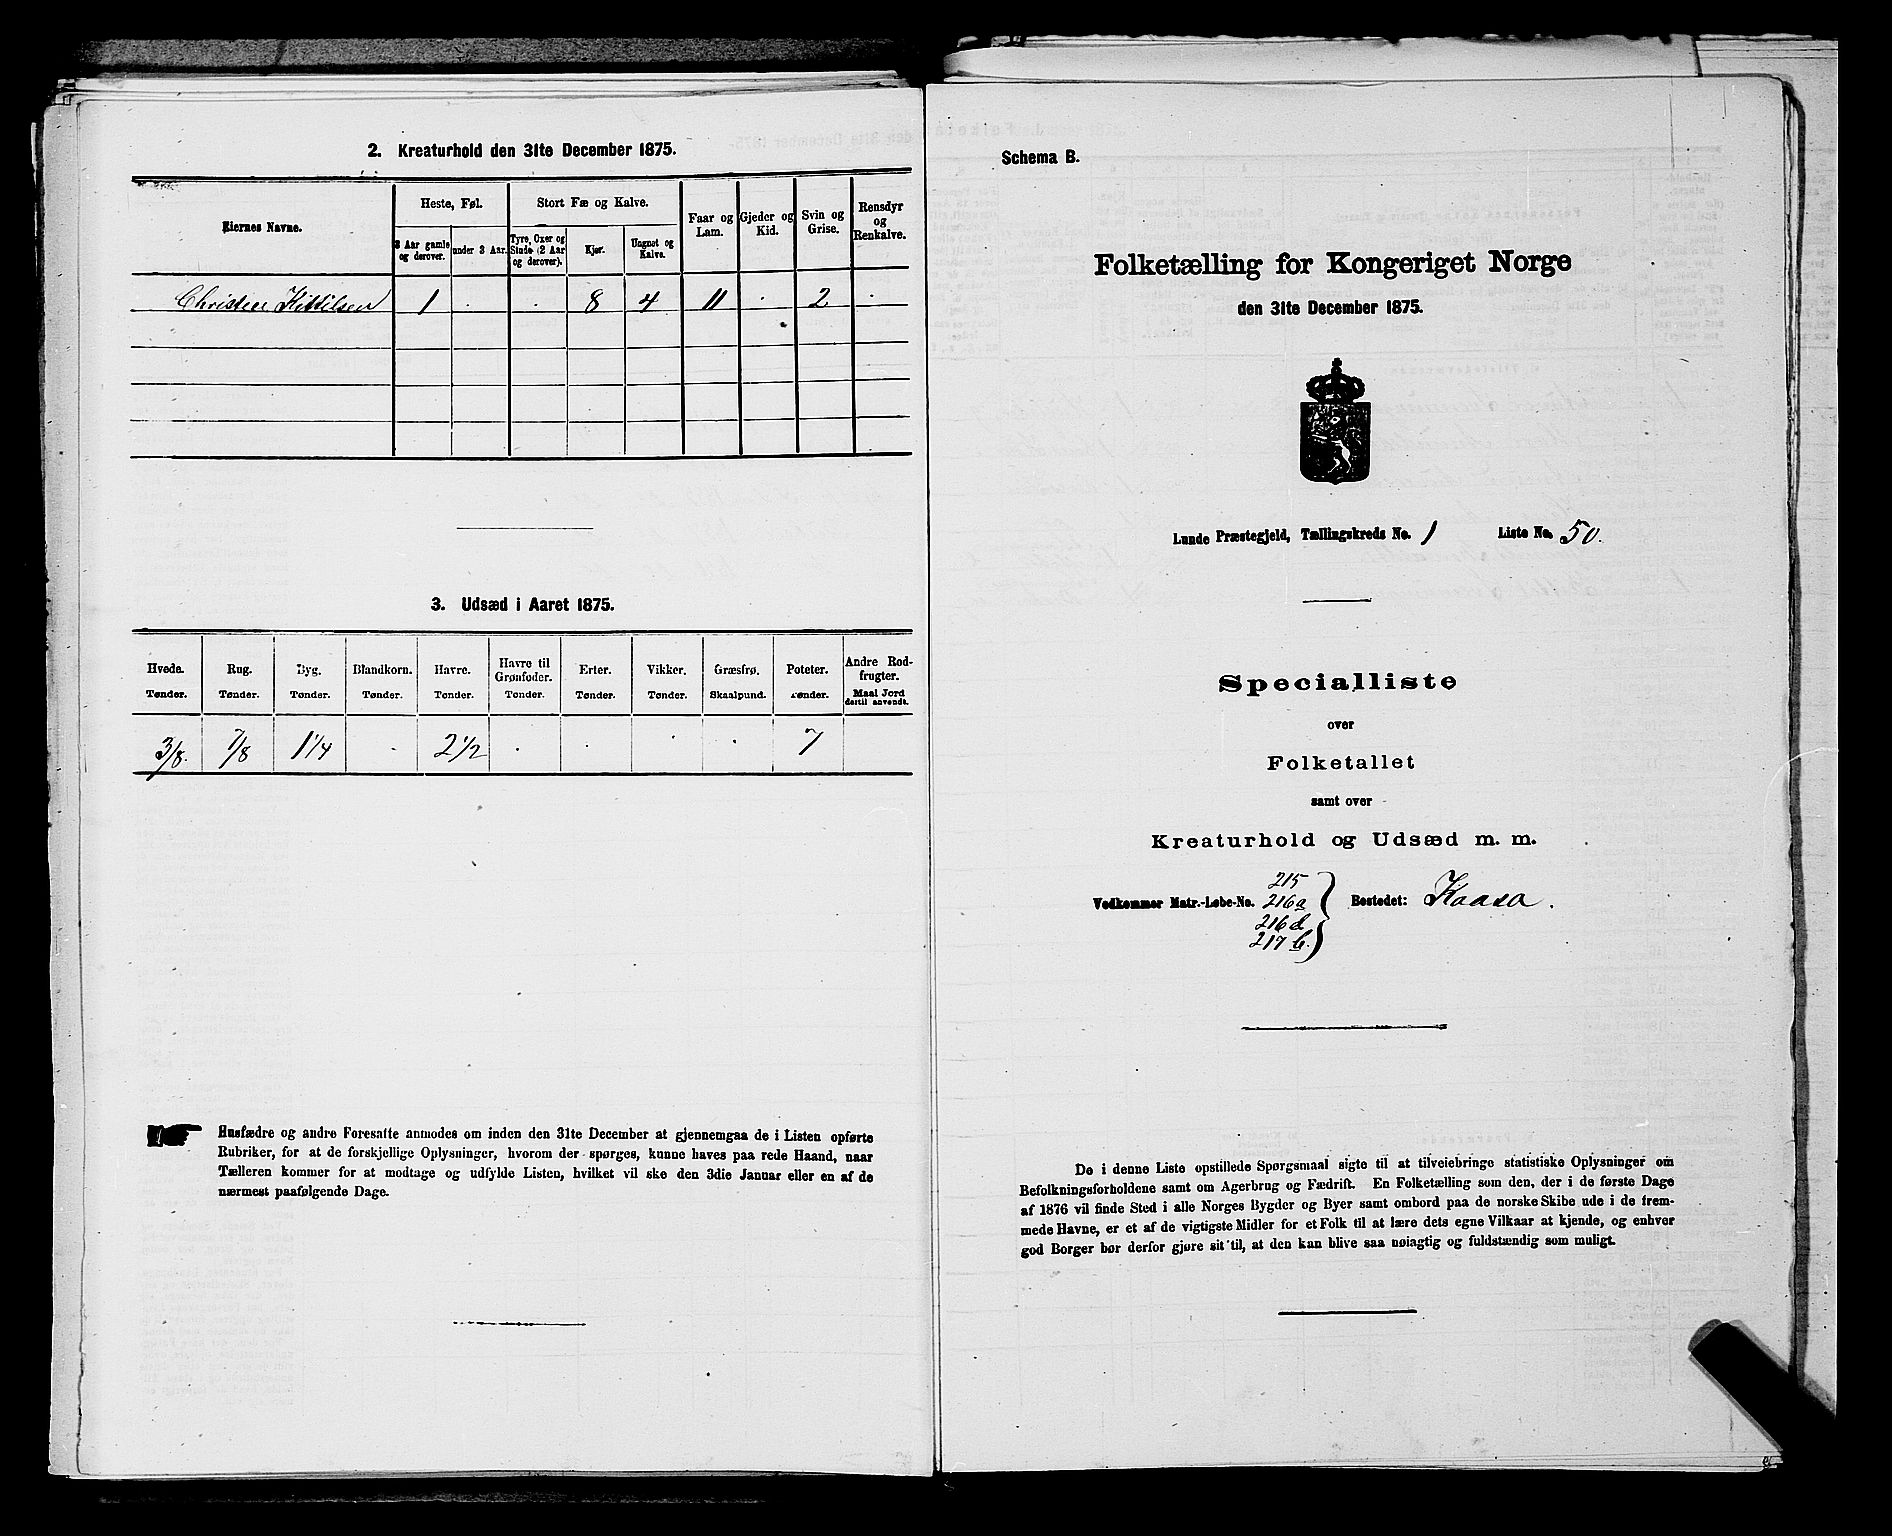 2. Kreaturhold den 31te December 1875.
Eiernes Navne.
Heste, Føl.
Stort Fæ og Kalve.
Faar og Lam.
Gjeder og Kid.
Svin og Grise.
Rensdyr og Renkalve.
3 Aar gamle og derover.
under 3 Aar.
Tyre, Oxer og Stude (2 Aar og derover).
Kjør.
Ungnøt og Kalve.
Christen Kittilsen 1 . . 8 4 11 . 2 .
3. Udsæd i Aaret 1875.
Hvede. Rug. Byg. Blandkorn. Havre. Havre til Grønfoder. Erter. Vikker. Græsfrø. Poteter. Andre Rodfrugter.
Tønder. Tønder. Tønder. Tønder. Tønder. Tønder. Tønder. Tønder. Skaalpund. Tønder. Maal Jord dertil anvendt.
3/8. 7/8 1 1/4 . 2 1/2 . . . . 7
Husfædre og andre Foresatte anmodes om inden den 31te December at gjennemgaa de i Listen opførte
Rubriker, for at de forskjellige Oplysninger, hvorom der spørges, kunne haves paa rede Haand, naar
Tælleren kommer for at modtage og udfylde Listen, hvilket vil ske den 3die Januar eller en af de
nærmest paafølgende Dage.
Schema B.
Folketælling for Kongeriget Norge
den 31te December 1875.
Lunde Præstegjeld, Tællingskreds No. 1 Liste No. 50.
Specialliste
over
Folketallet
samt over
Kreaturhold og Udsæd m. m.
215
Vedkommer Matr.-Løbe-No. 216a Bostedet: Kaasa.
216d
217b.
De i denne Liste opstillede Spørgsmaal sigte til at tilveiebringe statistiske Oplysninger om
Befolkningsforholdene samt om Agerbrug og Fædrift. En Folketælling som den, der i de første Dage
af 1876 vil finde Sted i alle Norges Bygder og Byer samt ombord paa de norske Skibe ude i de frem-
mede Havne, er et af de vigtigste Midler for et Folk til at lære dets egne Vilkaar at kjende, og enhver
god Borger bør derfor gjøre sit til, at den kan blive saa nøiagtig og fuldstændig som muligt.